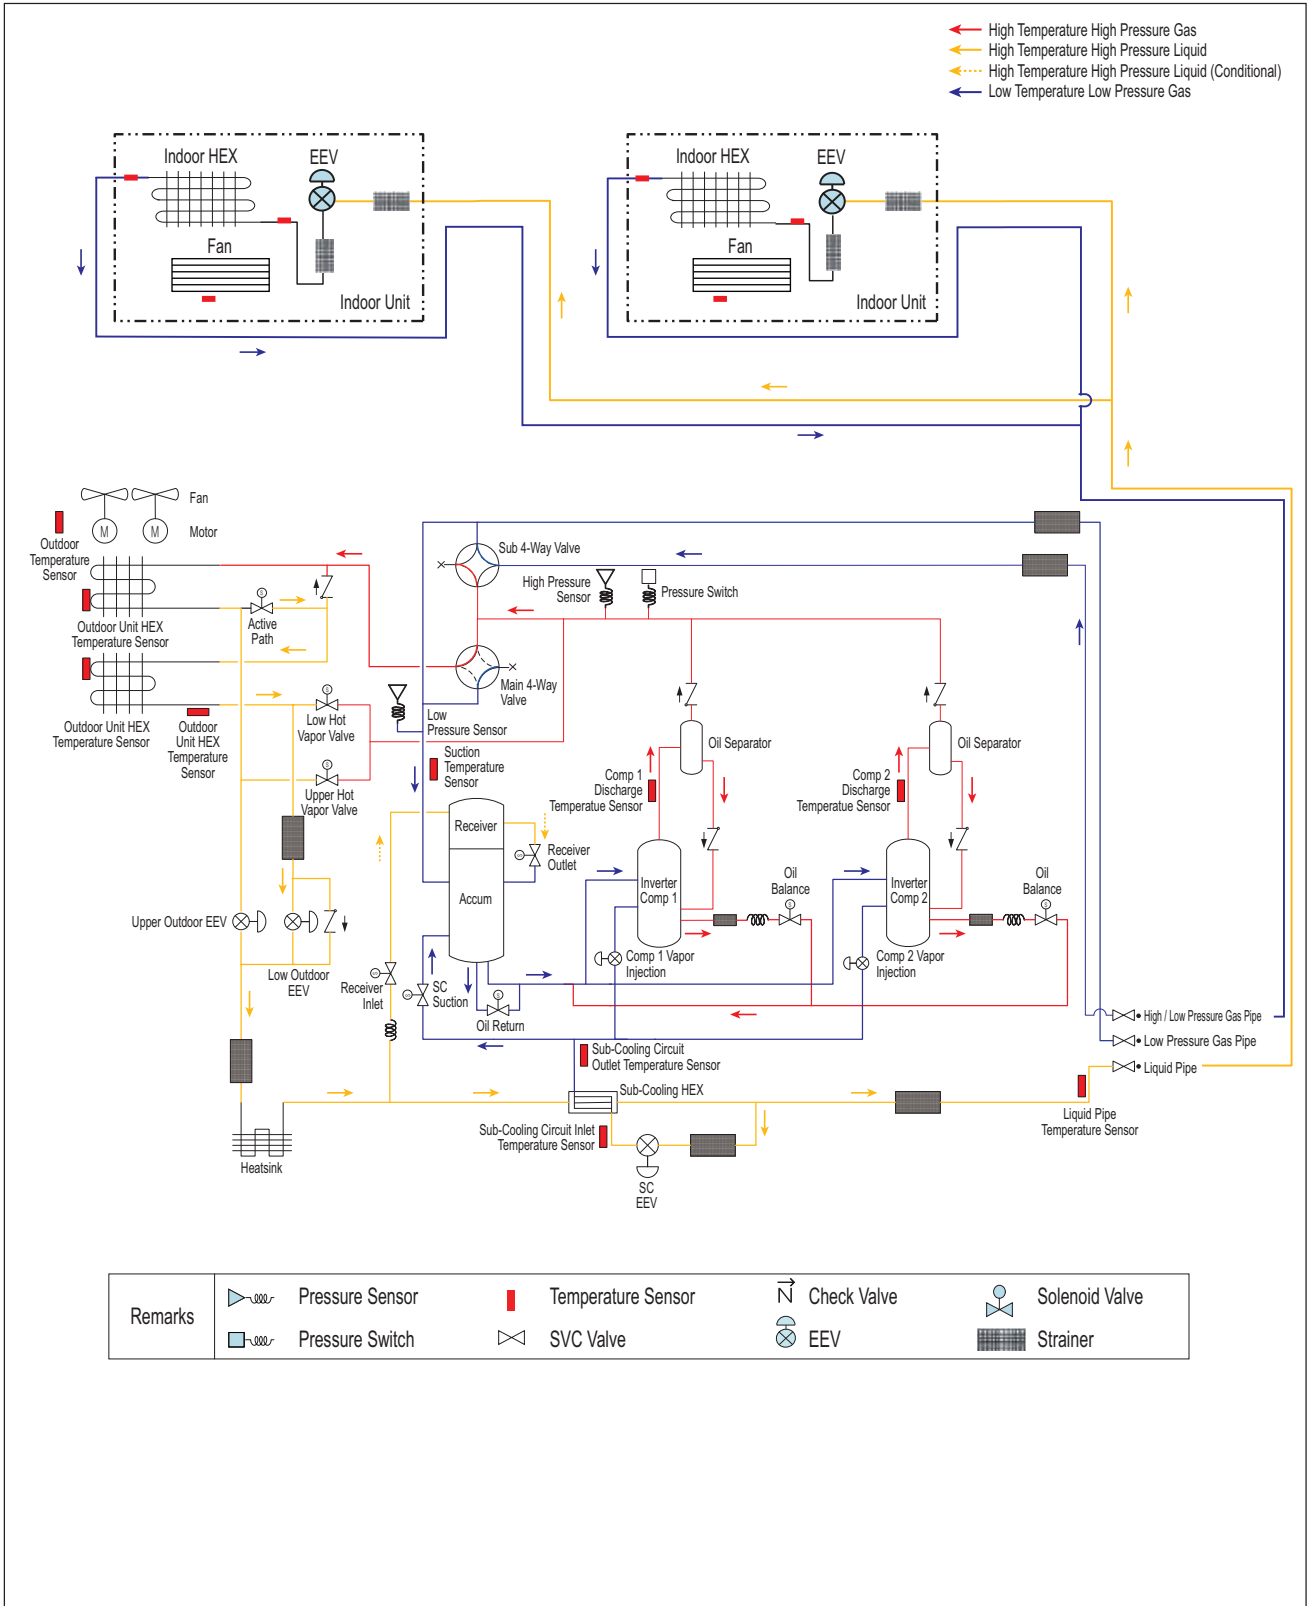 High Temperature High Pressure Gas
High Temperature High Pressure Liquid
High Temperature High Pressure Liquid (Conditional)
Low Temperature Low Pressure Gas
Indoor HEX
EEV
Fan
Indoor Unit
Indoor HEX
EEV
Fan
Indoor Unit
Fan
M
M
Motor
Outdoor
Temperature
Sensor
Sub 4-Way Valve
High Pressure
Sensor
Pressure Switch
S
Active
Path
Outdoor Unit HEX
Temperature Sensor
Main 4-Way
Valve
Outdoor Unit HEX
Temperature Sensor
Outdoor
Unit HEX
Temperature
Sensor
S
Low Hot
Vapor Valve
Low
Pressure Sensor
S
Upper Hot
Vapor Valve
Suction
Temperature
Sensor
Oil Separator
Oil Separator
Comp 1
Discharge
Temperatue Sensor
Comp 2
Discharge
Temperatue Sensor
Receiver
Receiver
Outlet
Accum
Inverter
Comp 1
Oil
Balance
S
Inverter
Comp 2
Oil
Balance
S
Upper Outdoor EEV
Low Outdoor
EEV
Receiver
Inlet
SC
Suction
S
Oil Return
Comp 1 Vapor
Injection
Comp 2 Vapor
Injection
High / Low Pressure Gas Pipe
Low Pressure Gas Pipe
Liquid Pipe
Sub-Cooling Circuit
Outlet Temperature Sensor
Sub-Cooling HEX
Sub-Cooling Circuit Inlet
Temperature Sensor
SC
EEV
Liquid Pipe
Temperature Sensor
Heatsink
Remarks
Pressure Sensor
Temperature Sensor
Check Valve
Solenoid Valve
Pressure Switch
SVC Valve
EEV
Strainer